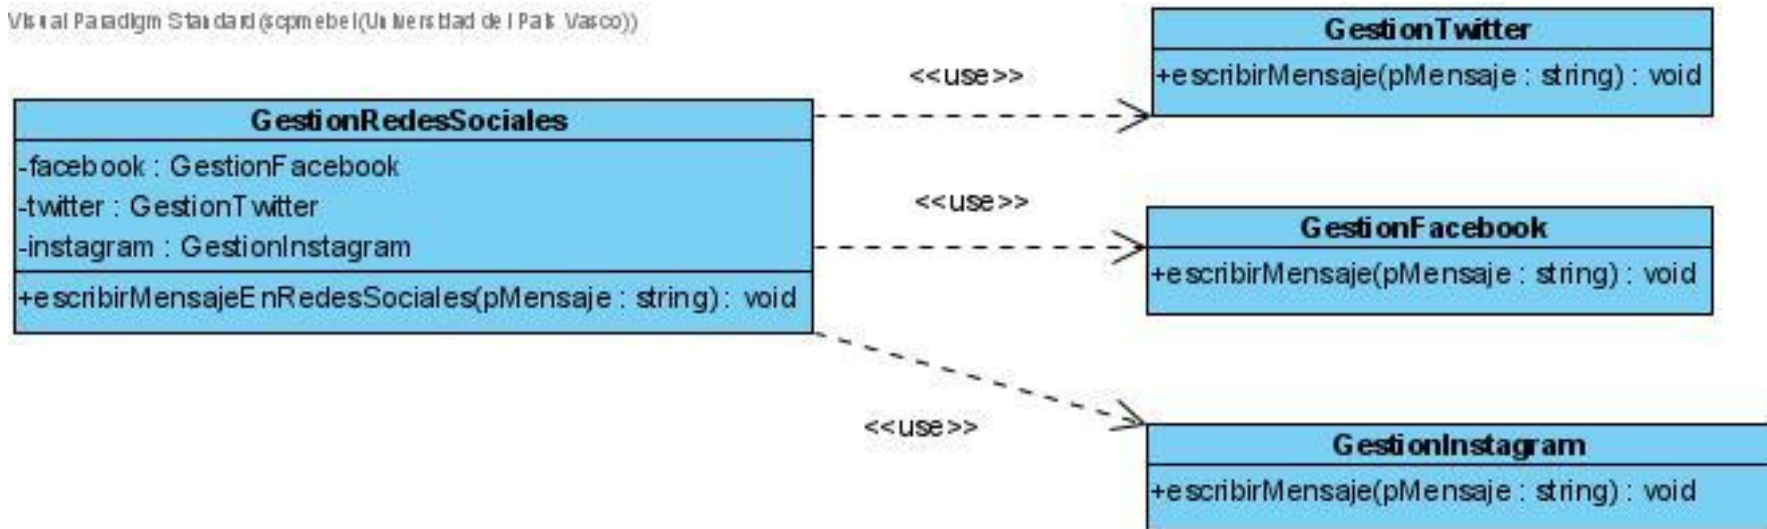 Visual Paradigm Standard(scpmebel(Universidad del Pais Vasco))
GestionRedesSociales
-facebook : GestionFacebook
-twitter : GestionTwitter
-instagram : GestionInstagram
+escribirMensajeEnRedesSociales(pMensaje : string) : void
<<use>>
<<use>>
<<use>>
GestionTwitter
+escribirMensaje(pMensaje : string) : void
GestionFacebook
+escribirMensaje(pMensaje : string) : void
GestionInstagram
+escribirMensaje(pMensaje : string) : void